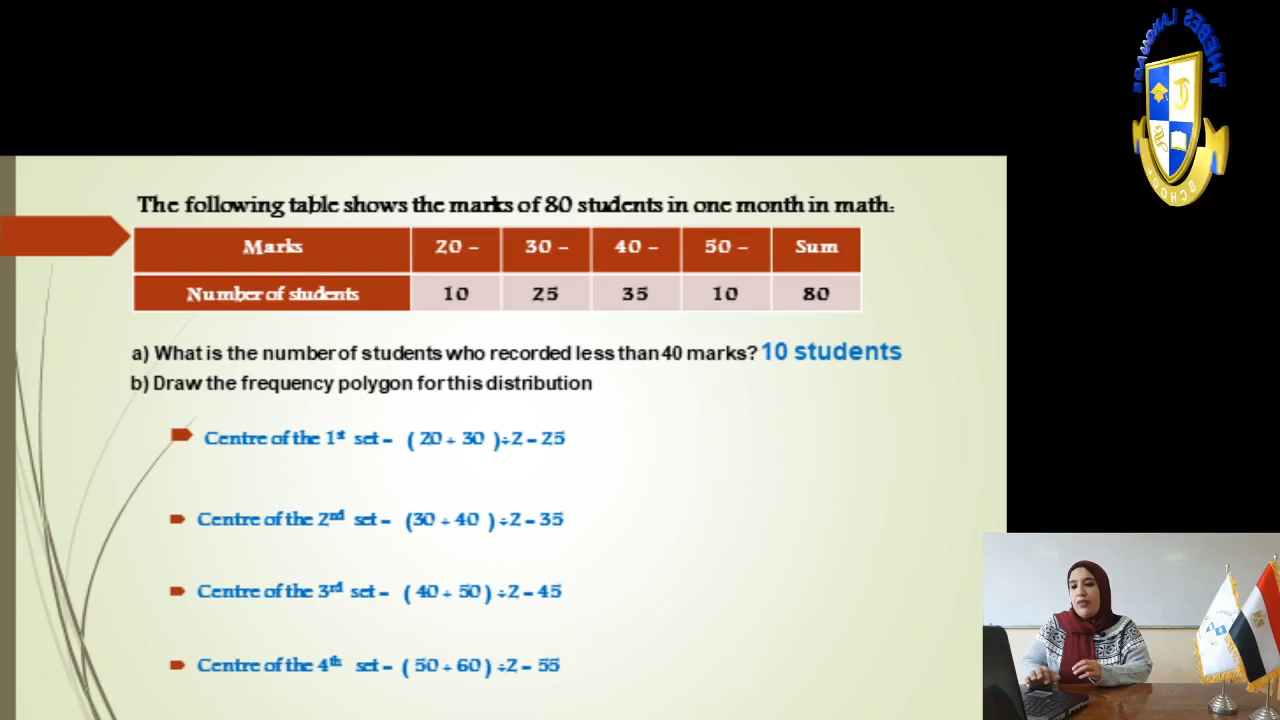 THEBES LANGUAGE
SCHOOL
The following table shows the marks of 80 students in one month in math:
Marks 20 – 30 – 40 – 50 – Sum
Number of students 10 25 35 10 80
a) What is the number of students who recorded less than 40 marks? 10 students
b) Draw the frequency polygon for this distribution
Centre of the 1st set = ( 20 + 30 )÷2 = 25
Centre of the 2nd set = (30 + 40 ) ÷2 = 35
Centre of the 3rd set = ( 40 + 50 ) ÷2 = 45
Centre of the 4th set = ( 50 + 60 ) ÷2 = 55